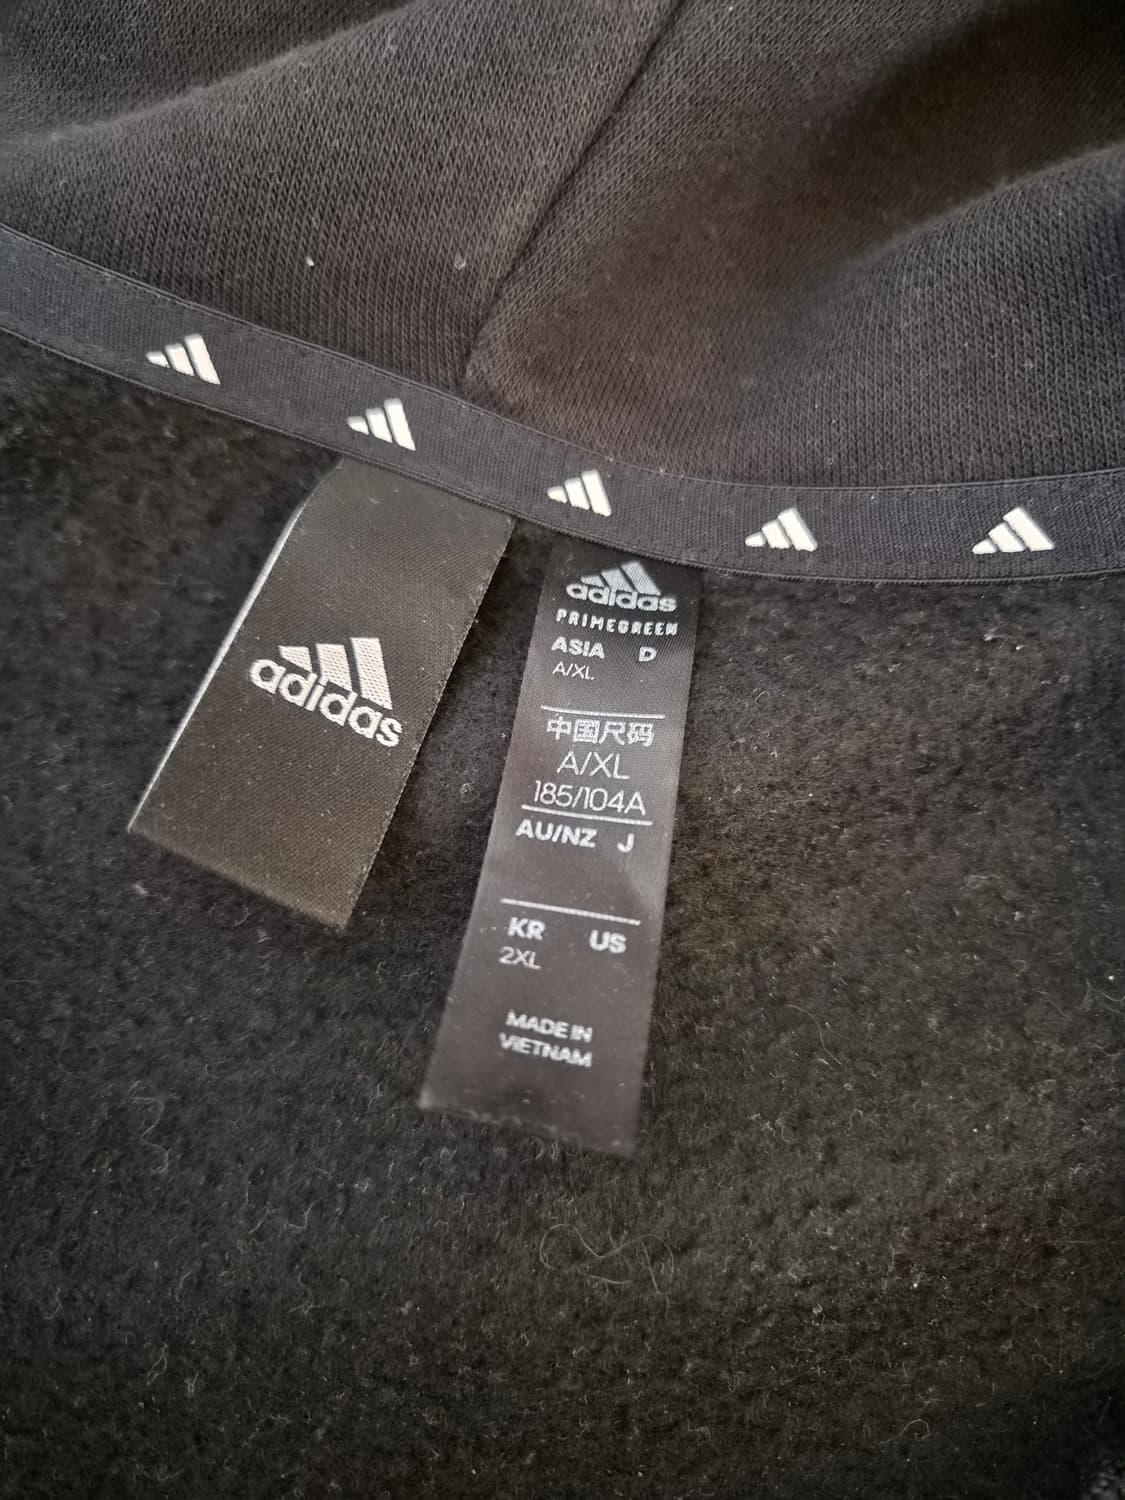 adidas
adidas
PRIMEGREEN
ASIA D
A/XL
中国尺码
A/XL
185/104A
AU/NZ J
KR US
2XL
MADE IN
VIETNAM